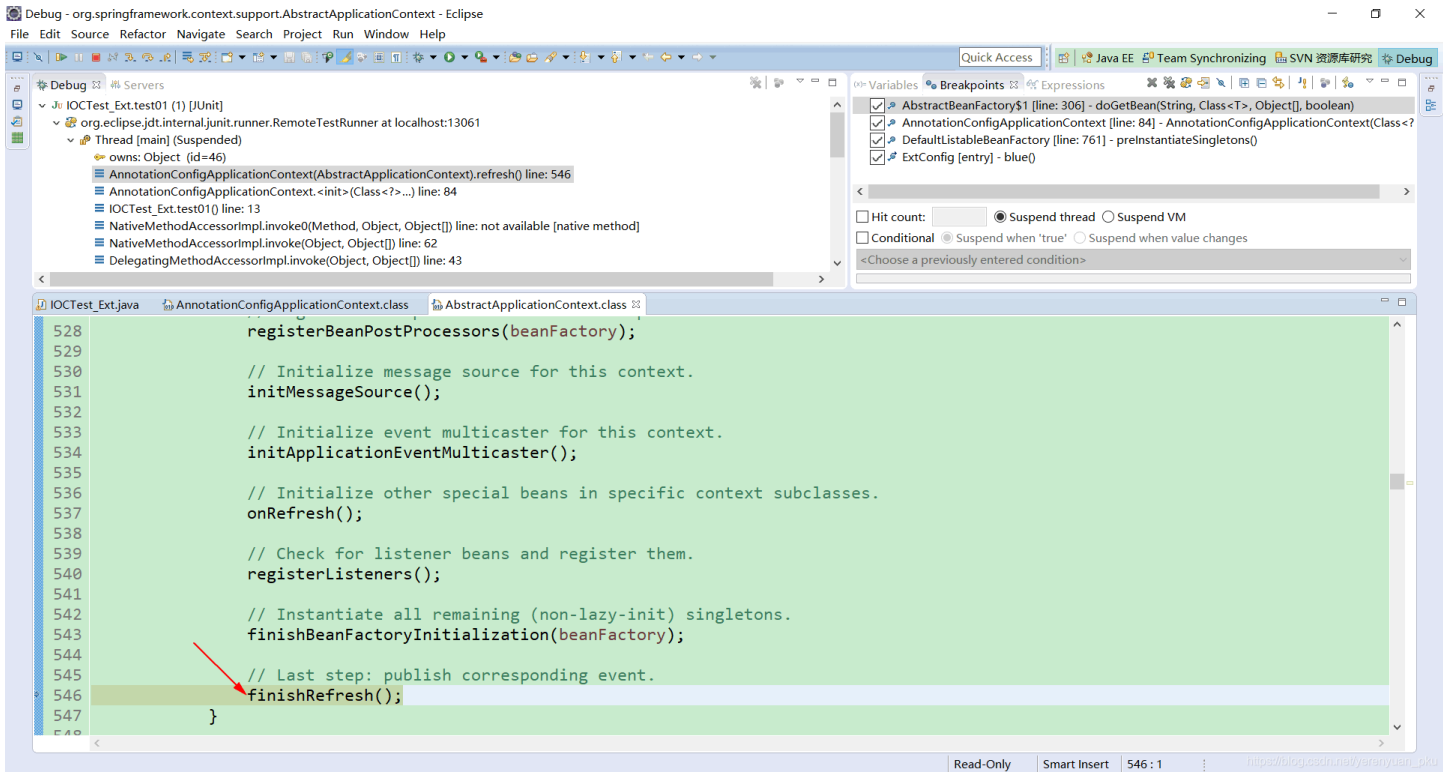 Debug - org.springframework.context.support.AbstractApplicationContext - Eclipse
File Edit Source Refactor Navigate Search Project Run Window Help
Quick Access Java EE Team Synchronizing SVN 资源库研究 Debug
Debug Servers
IOCTest_Ext.test01 (1) [JUnit]
org.eclipse.jdt.internal.junit.runner.RemoteTestRunner at localhost:13061
Thread [main] (Suspended)
owns: Object (id=46)
AnnotationConfigApplicationContext(AbstractApplicationContext).refresh() line: 546
AnnotationConfigApplicationContext.<init>(Class<?>...) line: 84
IOCTest_Ext.test01() line: 13
NativeMethodAccessorImpl.invoke0(Method, Object, Object[]) line: not available [native method]
NativeMethodAccessorImpl.invoke(Object, Object[]) line: 62
DelegatingMethodAccessorImpl.invoke(Object, Object[]) line: 43
(x)= Variables Breakpoints Expressions
AbstractBeanFactory$1 [line: 306] - doGetBean(String, Class<T>, Object[], boolean)
AnnotationConfigApplicationContext [line: 84] - AnnotationConfigApplicationContext(Class<?
DefaultListableBeanFactory [line: 761] - preInstantiateSingletons()
ExtConfig [entry] - blue()
Hit count: Suspend thread Suspend VM
Conditional Suspend when 'true' Suspend when value changes
<Choose a previously entered condition>
IOCTest_Ext.java AnnotationConfigApplicationContext.class AbstractApplicationContext.class
528 registerBeanPostProcessors(beanFactory);
529
530 // Initialize message source for this context.
531 initMessageSource();
532
533 // Initialize event multicaster for this context.
534 initApplicationEventMulticaster();
535
536 // Initialize other special beans in specific context subclasses.
537 onRefresh();
538
539 // Check for listener beans and register them.
540 registerListeners();
541
542 // Instantiate all remaining (non-lazy-init) singletons.
543 finishBeanFactoryInitialization(beanFactory);
544
545 // Last step: publish corresponding event.
546 finishRefresh();
547 }
548
Read-Only Smart Insert 546 : 1
https://blog.csdn.net/yerenyuan_pku